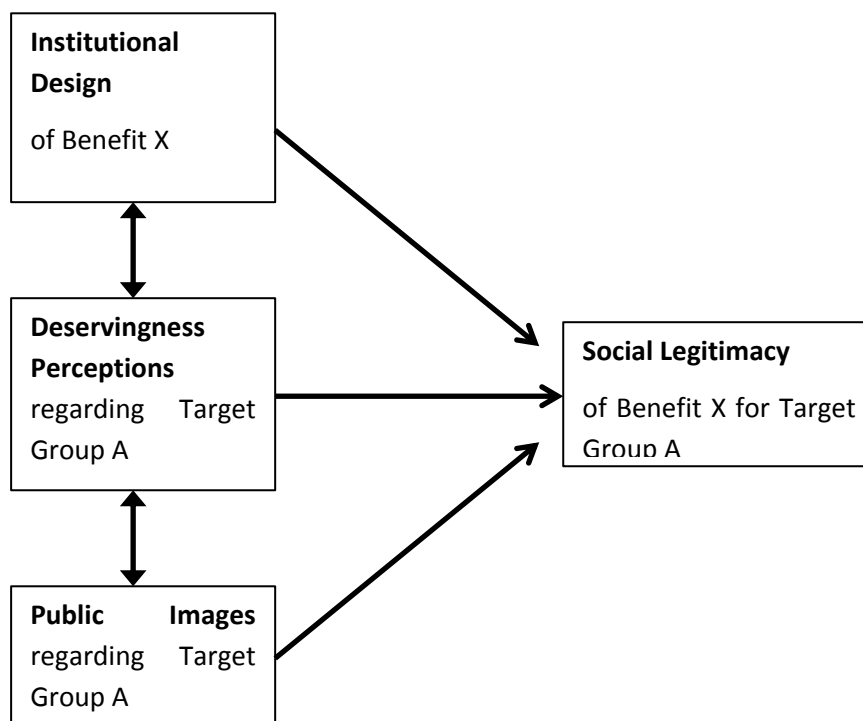 Institutional
Design
of Benefit X
Deservingness
Perceptions
regarding Target
Group A
Social Legitimacy
of Benefit X for Target
Group A
Public Images
regarding Target
Group A